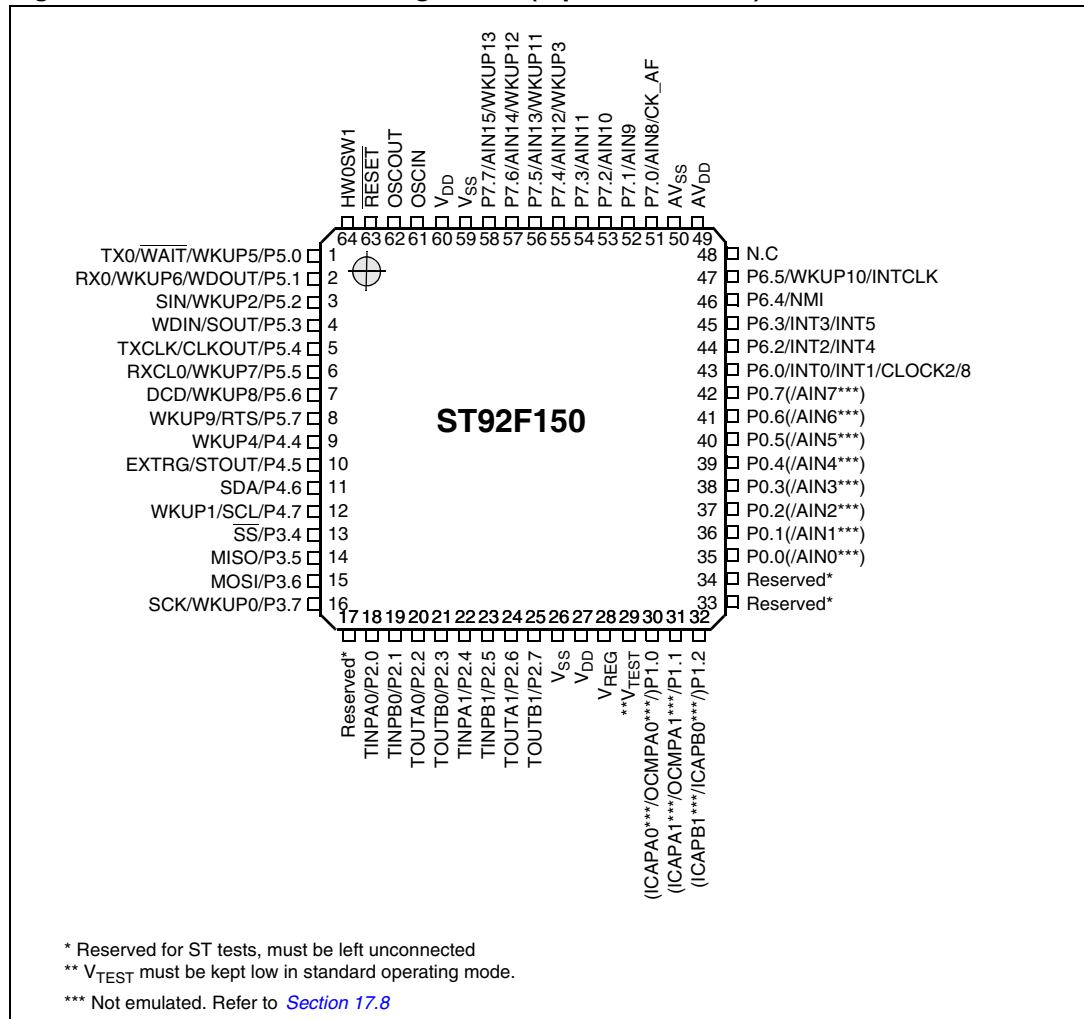 HW0SW1
RESET
OSCOUT
OSCIN
VDD
VSS
P7.7/AIN15/WKUP13
P7.6/AIN14/WKUP12
P7.5/AIN13/WKUP11
P7.4/AIN12/WKUP3
P7.3/AIN11
P7.2/AIN10
P7.1/AIN9
P7.0/AIN8/CK_AF
AVSS
AVDD
64 63 62 61 60 59 58 57 56 55 54 53 52 51 50 49
TX0/WAIT/WKUP5/P5.0 1
RX0/WKUP6/WDOUT/P5.1 2
SIN/WKUP2/P5.2 3
WDIN/SOUT/P5.3 4
TXCLK/CLKOUT/P5.4 5
RXCL0/WKUP7/P5.5 6
DCD/WKUP8/P5.6 7
WKUP9/RTS/P5.7 8
WKUP4/P4.4 9
EXTRG/STOUT/P4.5 10
SDA/P4.6 11
WKUP1/SCL/P4.7 12
SS/P3.4 13
MISO/P3.5 14
MOSI/P3.6 15
SCK/WKUP0/P3.7 16
ST92F150
48 N.C
47 P6.5/WKUP10/INTCLK
46 P6.4/NMI
45 P6.3/INT3/INT5
44 P6.2/INT2/INT4
43 P6.0/INT0/INT1/CLOCK2/8
42 P0.7(/AIN7***)
41 P0.6(/AIN6***)
40 P0.5(/AIN5***)
39 P0.4(/AIN4***)
38 P0.3(/AIN3***)
37 P0.2(/AIN2***)
36 P0.1(/AIN1***)
35 P0.0(/AIN0***)
34 Reserved*
33 Reserved*
17 18 19 20 21 22 23 24 25 26 27 28 29 30 31 32
Reserved*
TINPA0/P2.0
TINPB0/P2.1
TOUTA0/P2.2
TOUTB0/P2.3
TINPA1/P2.4
TINPB1/P2.5
TOUTA1/P2.6
TOUTB1/P2.7
VSS
VDD
VREG
**VTEST
(ICAPA0***/OCMPA0***/)P1.0
(ICAPA1***/OCMPA1***/P1.1
(ICAPB1***/ICAPB0***/)P1.2
* Reserved for ST tests, must be left unconnected
** VTEST must be kept low in standard operating mode.
*** Not emulated. Refer to Section 17.8